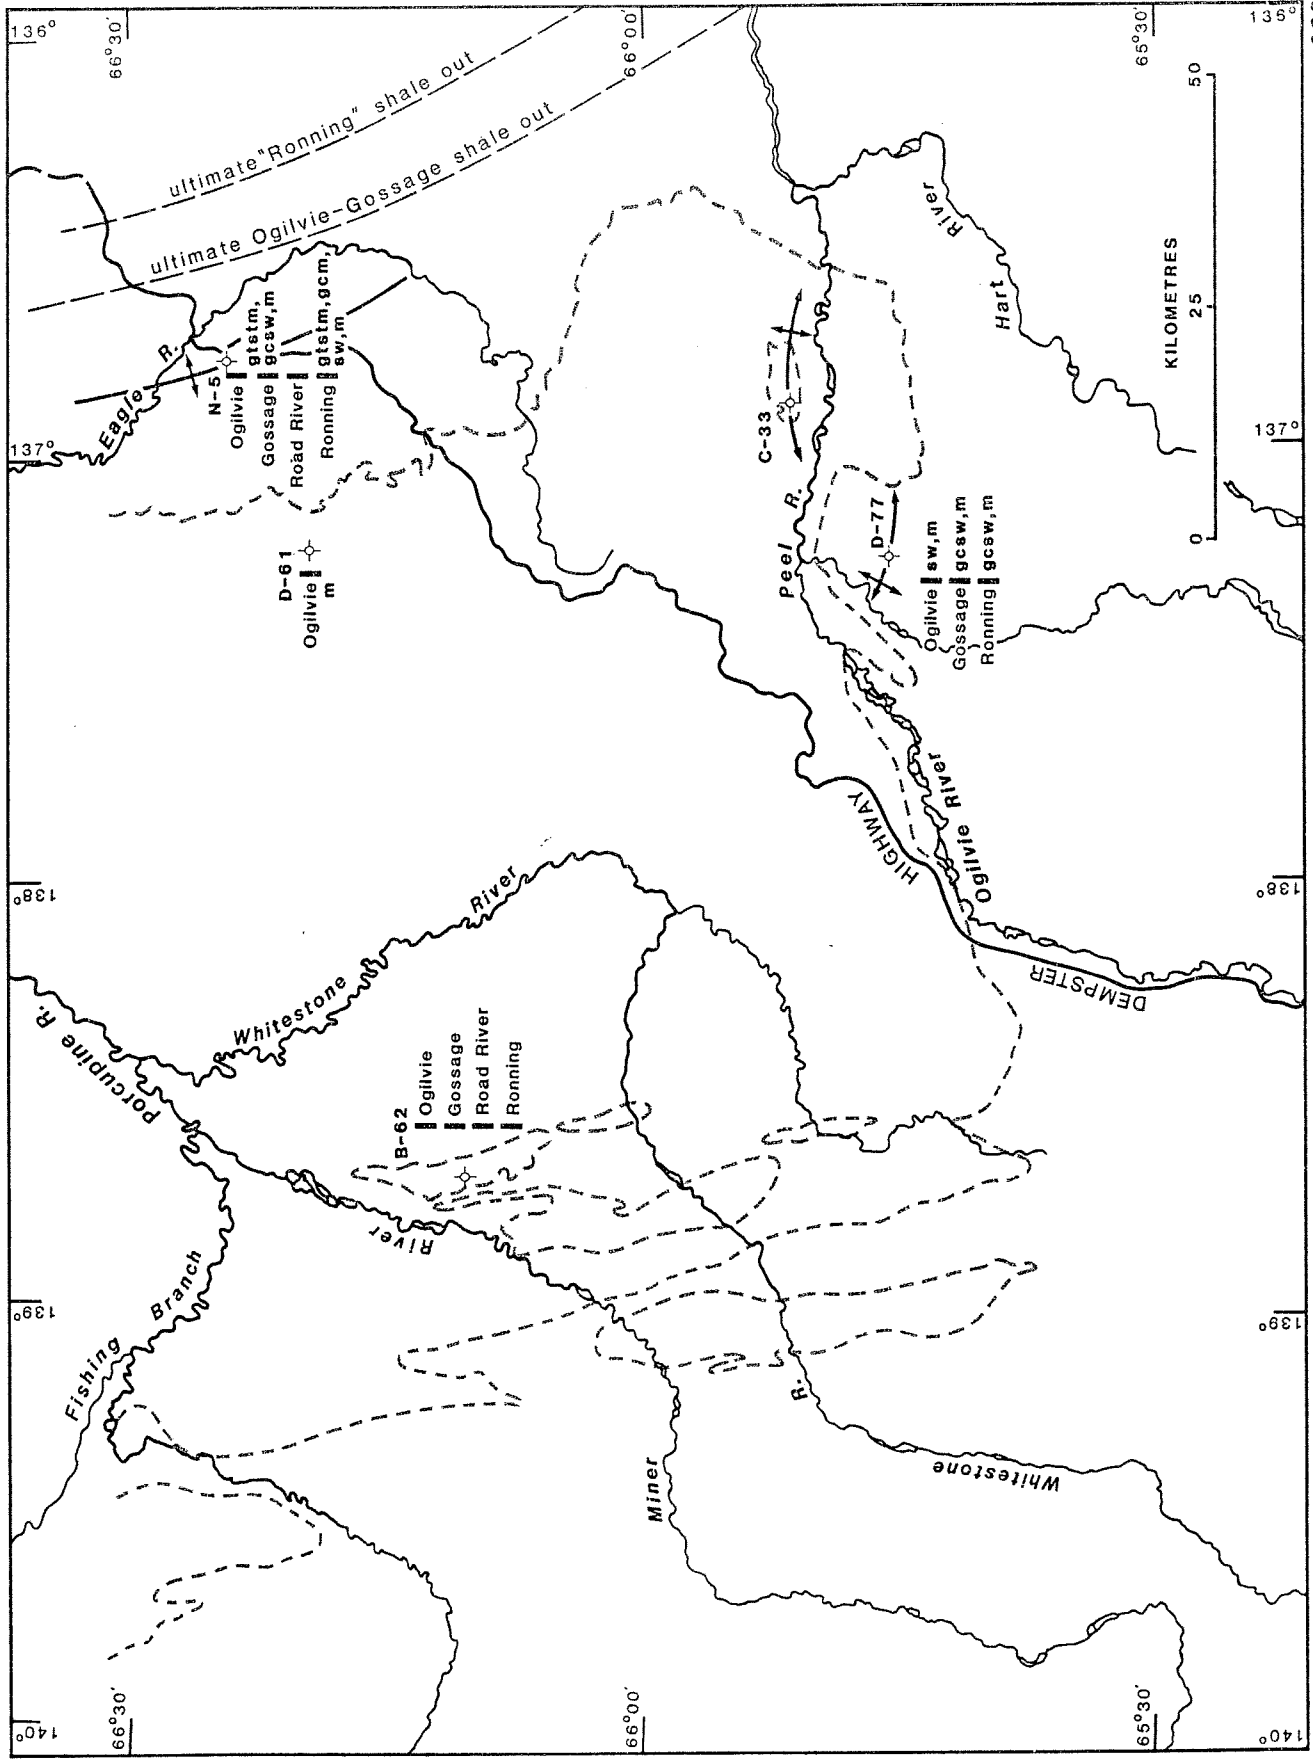 140°
139°
138°
137°
136°
66°30'
66°30'
66°00'
66°00'
65°30'
65°30'
140°
139°
138°
137°
136°
Fishing
Branch
Porcupine R.
Whitestone
River
River
Miner
Whitestone
R.
B-62
Ogilvie
Gossage
Road River
Ronning
D-61
Ogilvie
m
Eagle
R.
N-5
Ogilvie
Gossage
gtstm,
gcsw,m
Road River
Ronning
gtstm,gcm,
sw,m
ultimate "Ronning" shale out
ultimate Ogilvie-Gossage shale out
HIGHWAY
DEMPSTER
Ogilvie River
Peel R.
C-33
?
D-77
Ogilvie sw,m
Gossage gcsw,m
Ronning gcsw,m
Hart River
KILOMETRES
0 25 50